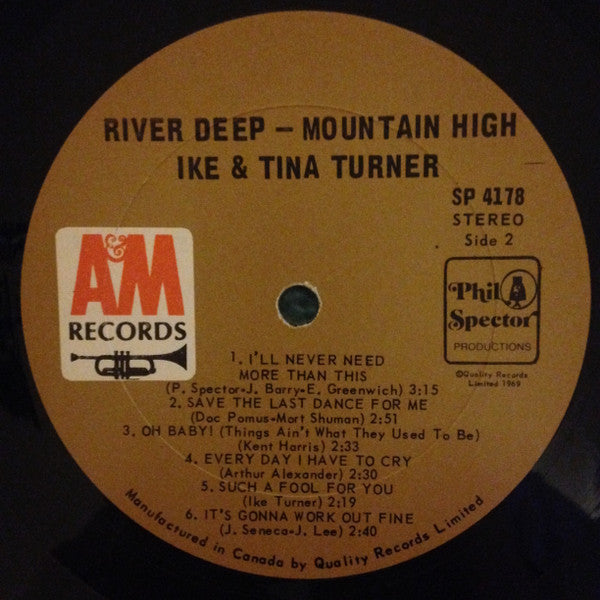 RIVER DEEP – MOUNTAIN HIGH
IKE & TINA TURNER
SP 4178
STEREO
Side 2
A&M
RECORDS
Phil
Spector
PRODUCTIONS
©Quality Records
Limited 1969
1. I'LL NEVER NEED
MORE THAN THIS
(P. Spector-J. Barry-E. Greenwich) 3:15
2. SAVE THE LAST DANCE FOR ME
(Doc Pomus-Mort Shuman) 2:51
3. OH BABY! (Things Ain't What They Used To Be)
(Kent Harris) 2:33
4. EVERY DAY I HAVE TO CRY
(Arthur Alexander) 2:30
5. SUCH A FOOL FOR YOU
(Ike Turner) 2:19
6. IT'S GONNA WORK OUT FINE
(J. Seneca-J. Lee) 2:40
Manufactured in Canada by Quality Records Limited